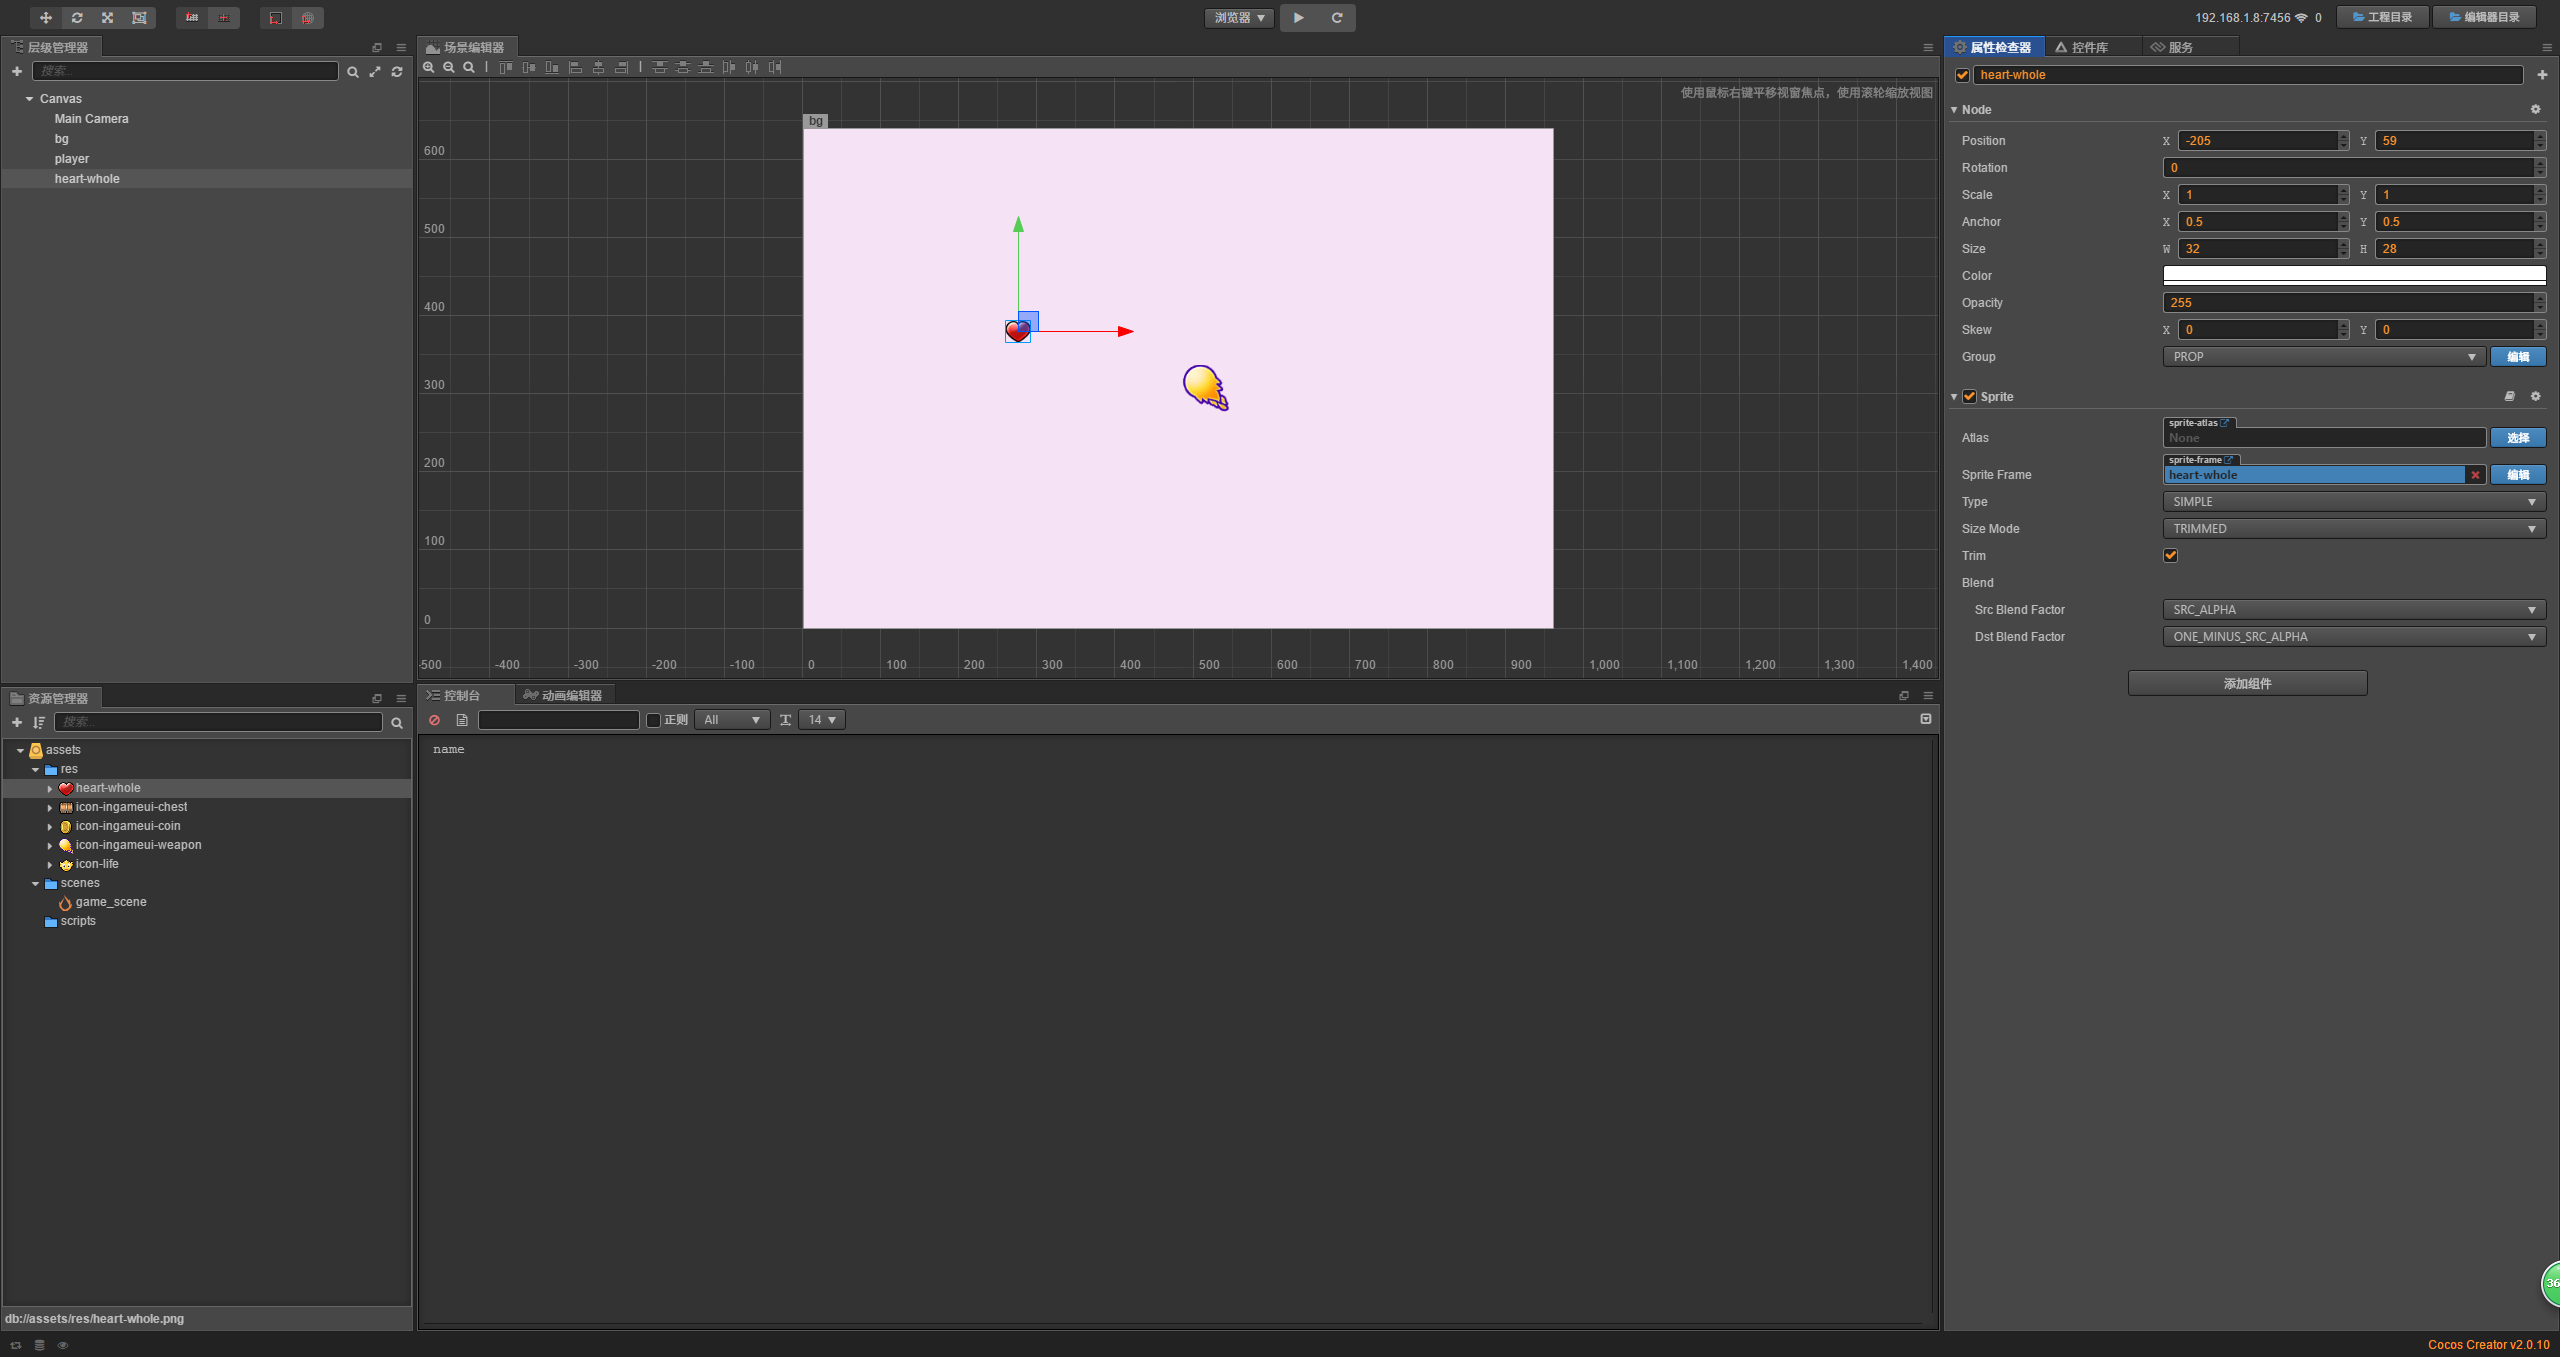 浏览器
192.168.1.8:7456 0
工程目录
编辑器目录
层级管理器
搜索...
Canvas
Main Camera
bg
player
heart-whole
场景编辑器
使用鼠标右键平移视窗焦点，使用滚轮缩放视图
bg
600
500
400
300
200
100
0
-500 -400 -300 -200 -100 0 100 200 300 400 500 600 700 800 900 1,000 1,100 1,200 1,300 1,400
资源管理器
搜索...
assets
res
heart-whole
icon-ingameui-chest
icon-ingameui-coin
icon-ingameui-weapon
icon-life
scenes
game_scene
scripts
db://assets/res/heart-whole.png
控制台
动画编辑器
正则 All 14
name
属性检查器
控件库
服务
heart-whole
Node
Position X -205 Y 59
Rotation 0
Scale X 1 Y 1
Anchor X 0.5 Y 0.5
Size W 32 H 28
Color
Opacity 255
Skew X 0 Y 0
Group PROP 编辑
Sprite
sprite-atlas
Atlas None 选择
sprite-frame
Sprite Frame heart-whole 编辑
Type SIMPLE
Size Mode TRIMMED
Trim
Blend
Src Blend Factor SRC_ALPHA
Dst Blend Factor ONE_MINUS_SRC_ALPHA
添加组件
36
Cocos Creator v2.0.10